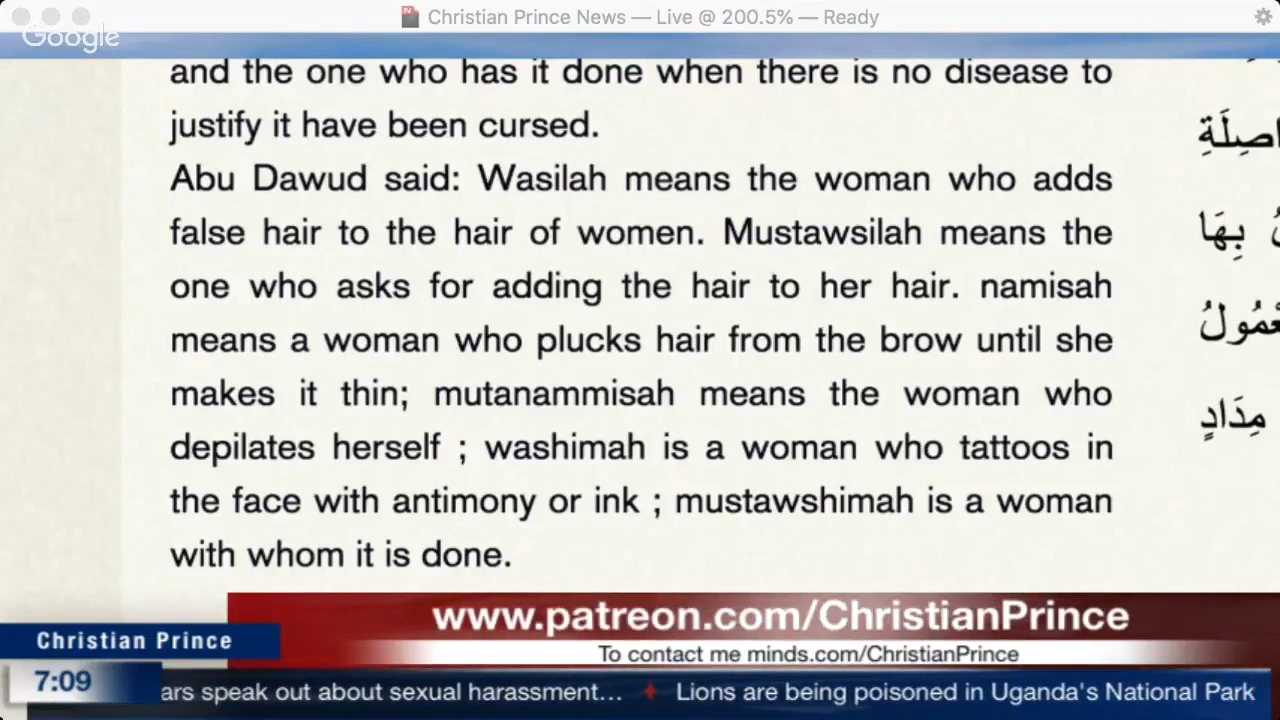 Christian Prince News — Live @ 200.5% — Ready
Google
and the one who has it done when there is no disease to
justify it have been cursed.
Abu Dawud said: Wasilah means the woman who adds
false hair to the hair of women. Mustawsilah means the
one who asks for adding the hair to her hair. namisah
means a woman who plucks hair from the brow until she
makes it thin; mutanammisah means the woman who
depilates herself ; washimah is a woman who tattoos in
the face with antimony or ink ; mustawshimah is a woman
with whom it is done.
بِهَا
مِدَادٍ
www.patreon.com/ChristianPrince
To contact me minds.com/ChristianPrince
Christian Prince
7:09
ars speak out about sexual harassment... ✦ Lions are being poisoned in Uganda's National Park